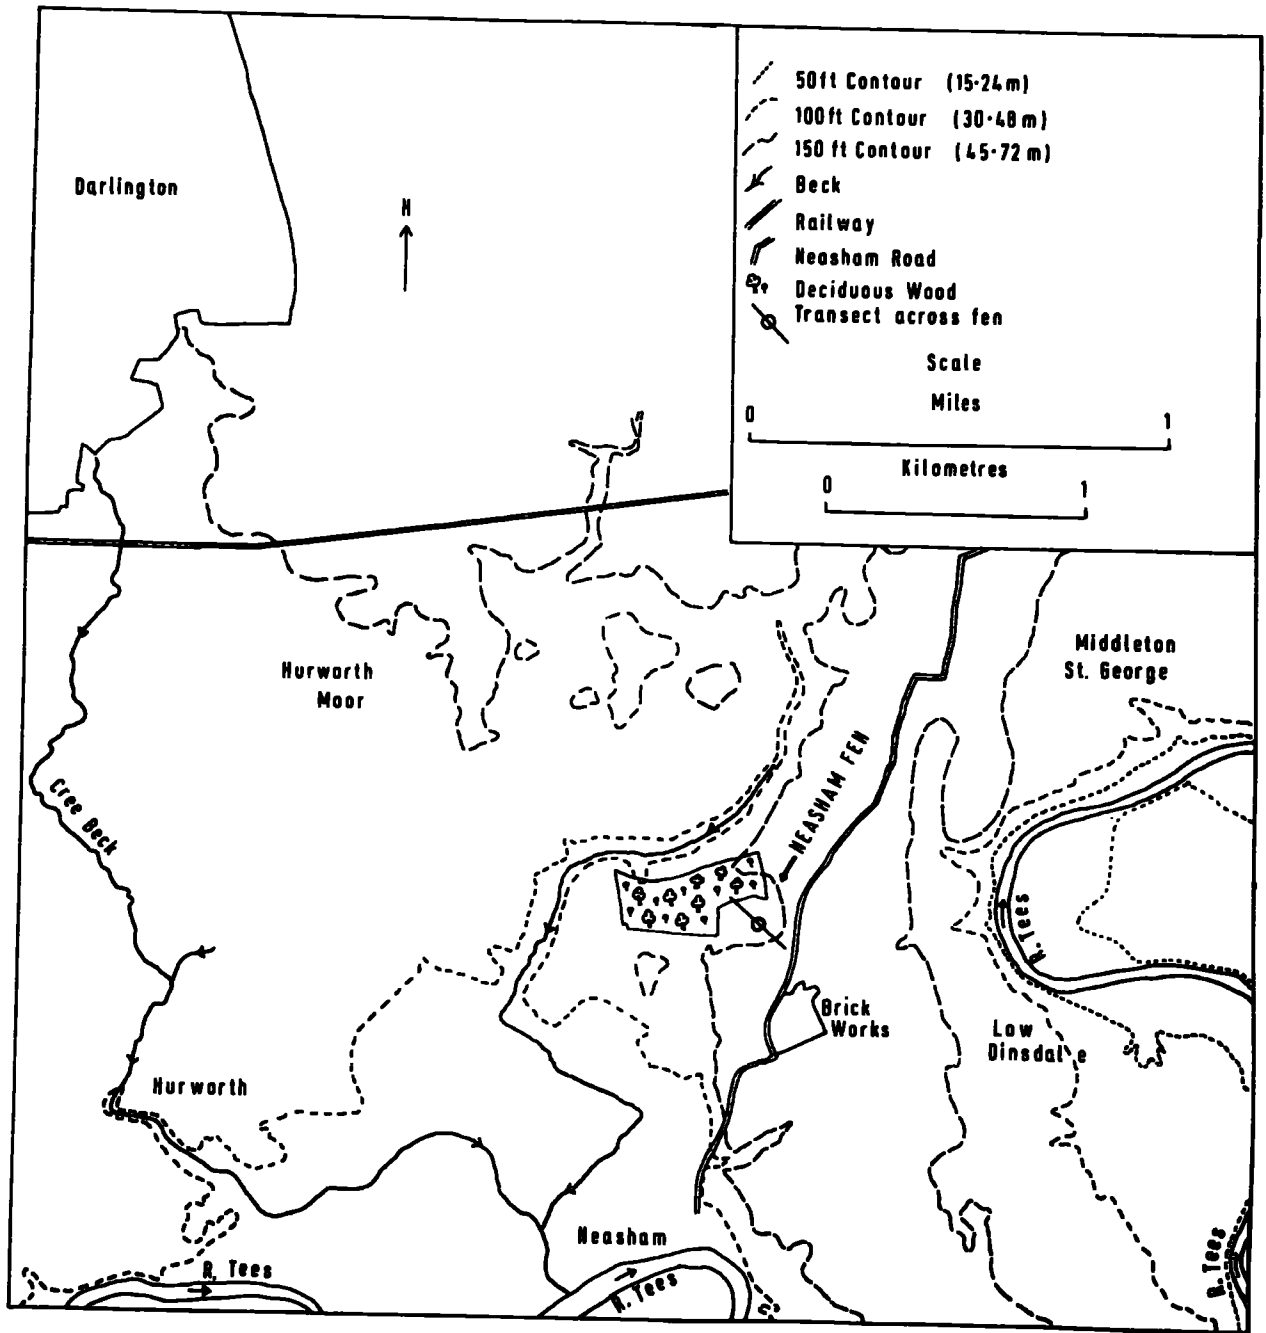 50ft Contour (15·24m)
100ft Contour (30·48m)
150ft Contour (45·72m)
Beck
Railway
Neasham Road
Deciduous Wood
Transect across fen
Scale
Miles
0 1
Kilometres
0 1
Darlington
N
Hurworth
Moor
Middleton
St. George
NEASHAM FEN
Cree Beck
R. Tees
Brick
Works
Low
Dinsdale
Hurworth
Neasham
R. Tees
R. Tees
R. Tees